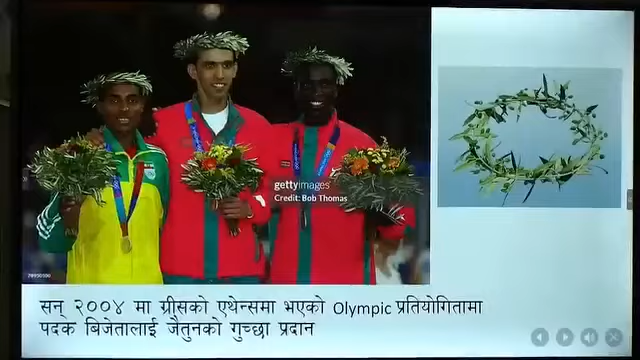 gettyimages
Credit: Bob Thomas
सन् २००४ मा ग्रीसको एथेन्समा भएको Olympic प्रतियोगितामा
पदक बिजेतालाई जैतुनको गुच्छा प्रदान